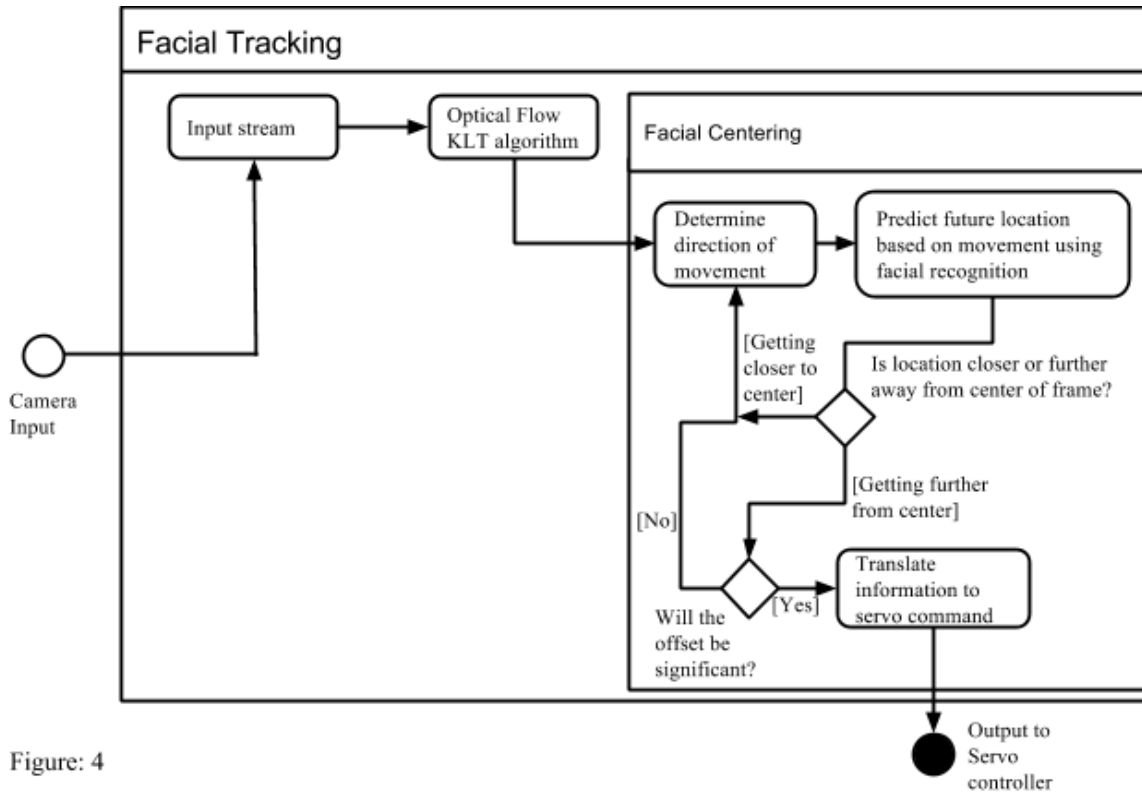 Facial Tracking
Input stream
Optical Flow
KLT algorithm
Facial Centering
Determine
direction of
movement
Predict future location
based on movement using
facial recognition
[Getting
closer to
center]
Is location closer or further
away from center of frame?
Camera
Input
[Getting further
from center]
[No]
[Yes]
Will the
offset be
significant?
Translate
information to
servo command
Output to
Servo
controller
Figure: 4